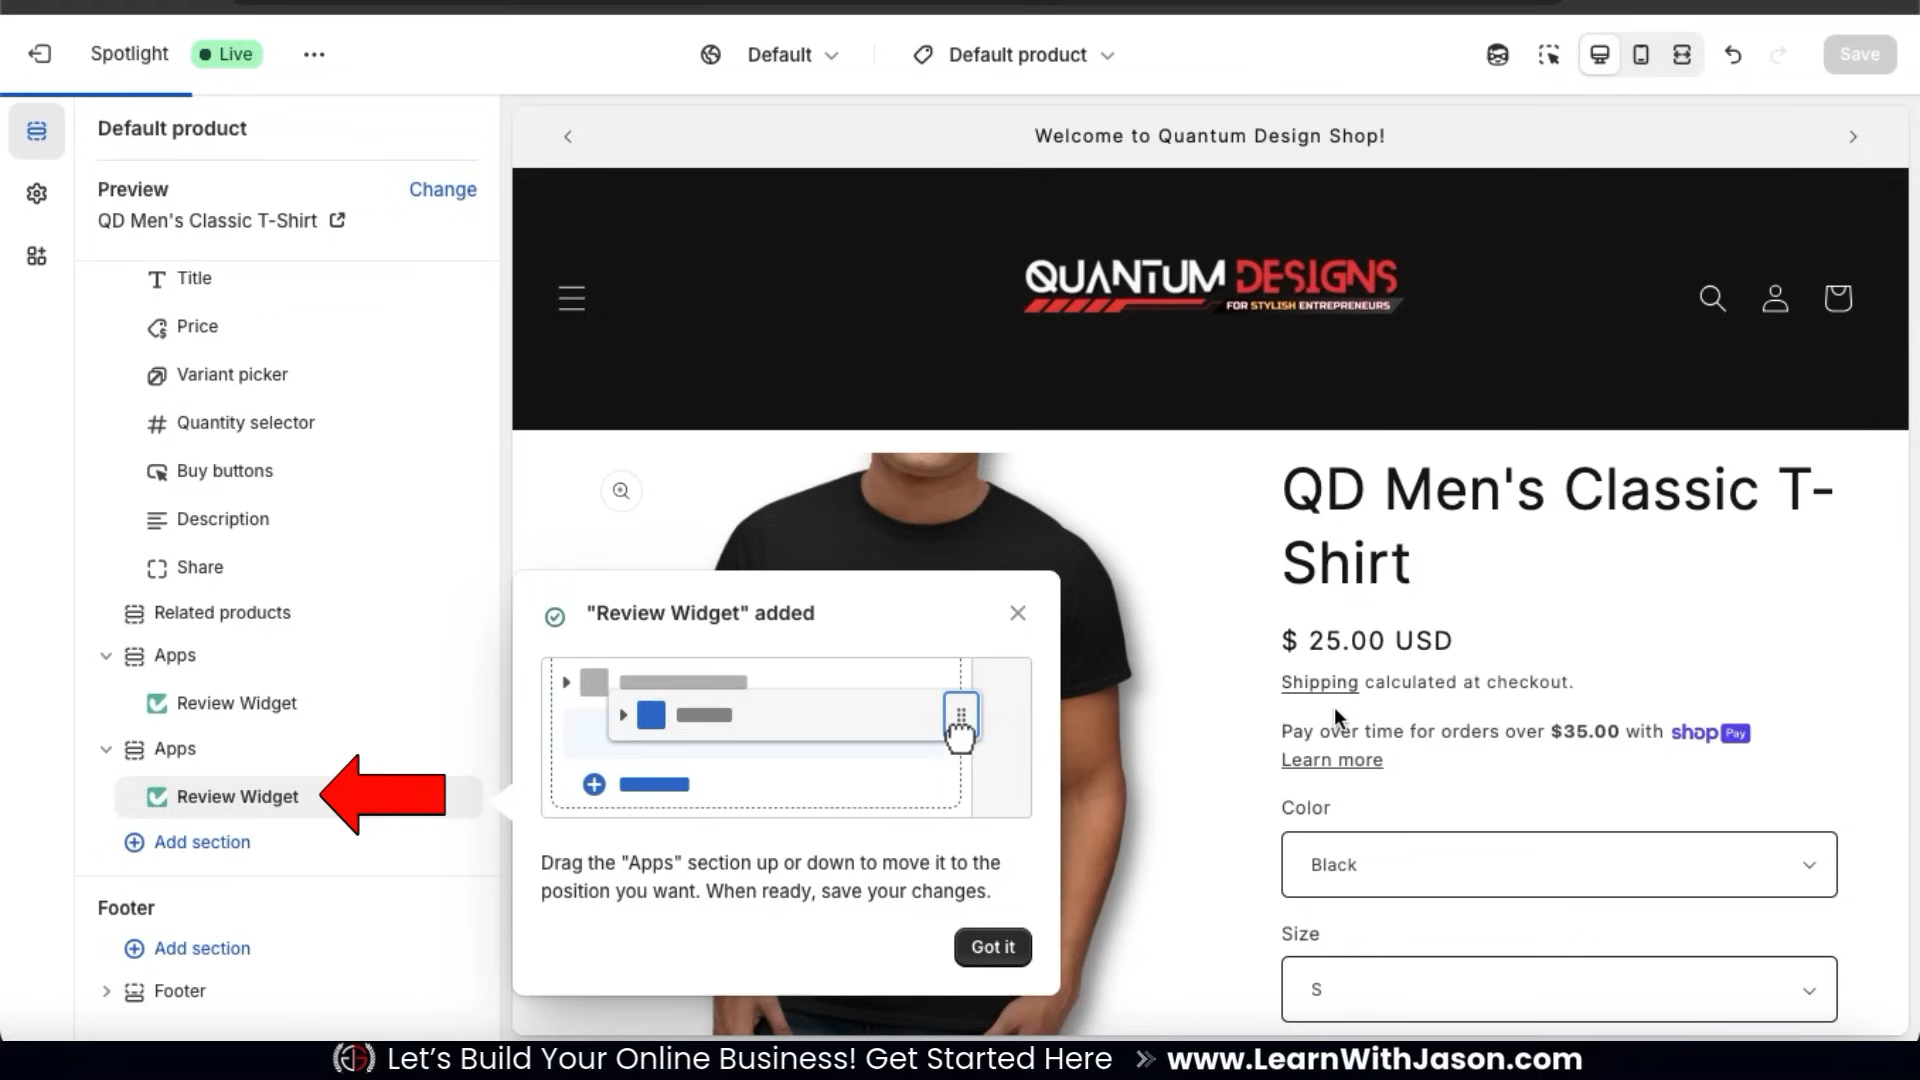 Spotlight
Live
Default
Default product
Save
Default product
Preview
Change
QD Men's Classic T-Shirt
Title
Price
Variant picker
Quantity selector
Buy buttons
Description
Share
Related products
Apps
Review Widget
Apps
Review Widget
Add section
Footer
Add section
Footer
Welcome to Quantum Design Shop!
QUANTUM DESIGNS
FOR STYLISH ENTREPRENEURS
QD Men's Classic T-
Shirt
$ 25.00 USD
Shipping calculated at checkout.
Pay over time for orders over $35.00 with shop Pay
Learn more
Color
Black
Size
S
"Review Widget" added
Drag the "Apps" section up or down to move it to the
position you want. When ready, save your changes.
Got it
Let's Build Your Online Business! Get Started Here » www.LearnWithJason.com